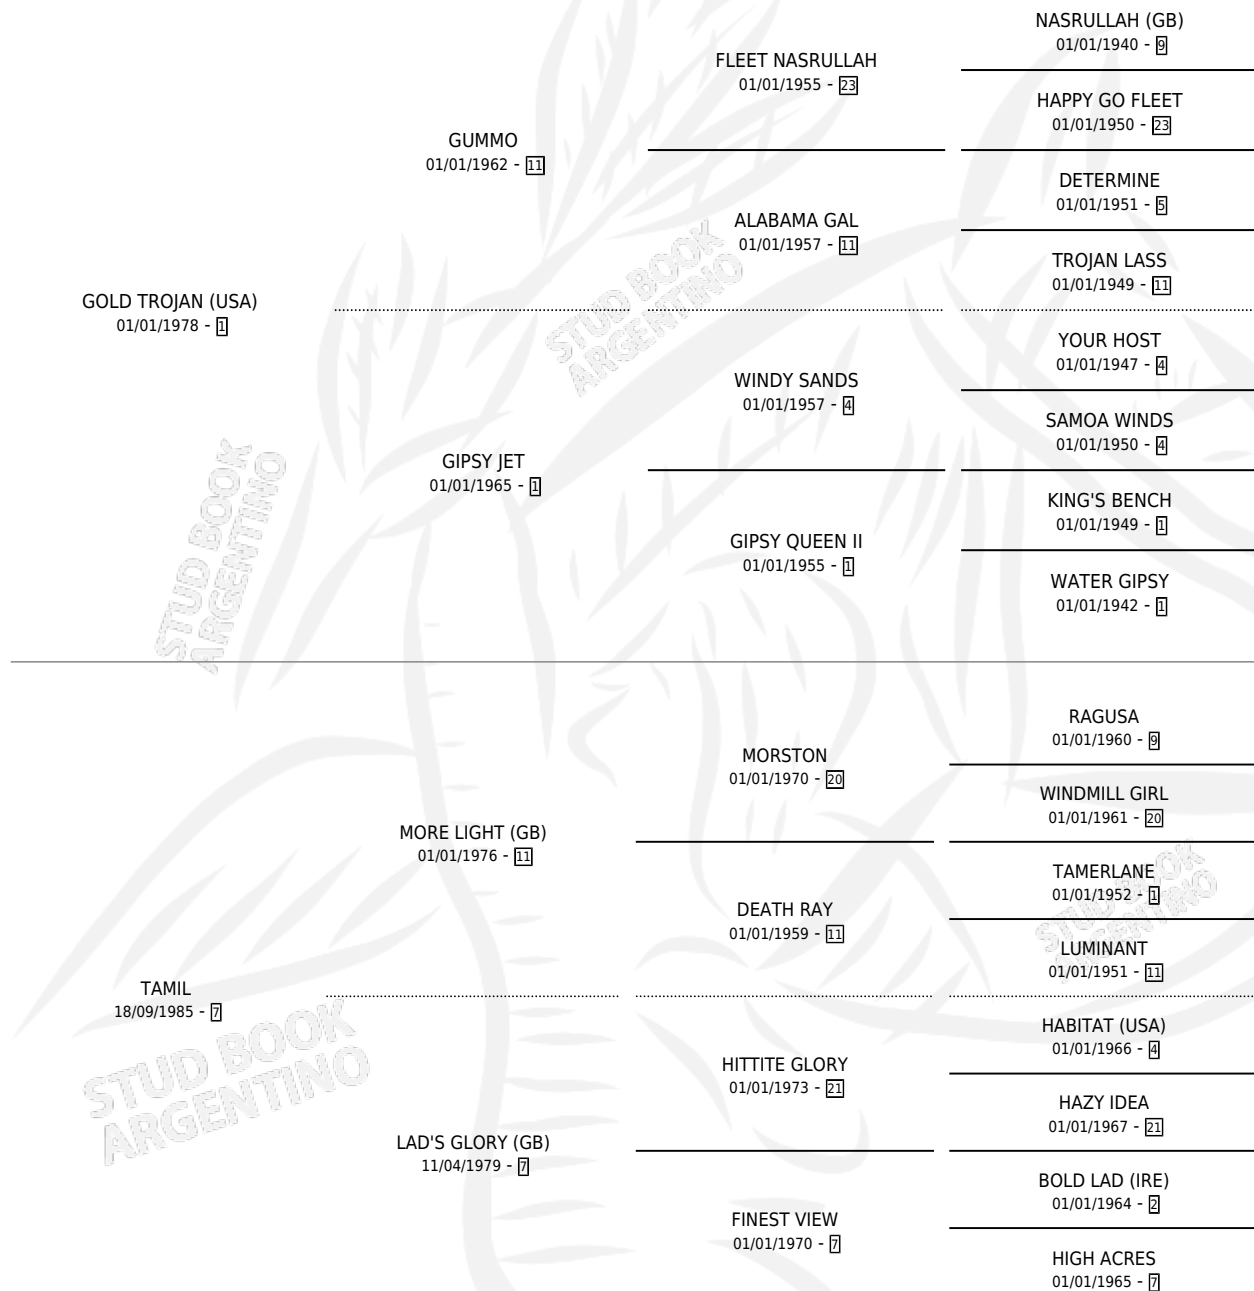 NASRULLAH (GB)
01/01/1940 - 9
FLEET NASRULLAH
01/01/1955 - 23
HAPPY GO FLEET
01/01/1950 - 23
GUMMO
01/01/1962 - 11
DETERMINE
01/01/1951 - 5
ALABAMA GAL
01/01/1957 - 11
TROJAN LASS
01/01/1949 - 11
GOLD TROJAN (USA)
01/01/1978 - 1
STUD BOOK
ARGENTINO
YOUR HOST
01/01/1947 - 4
WINDY SANDS
01/01/1957 - 4
SAMOA WINDS
01/01/1950 - 4
GIPSY JET
01/01/1965 - 1
KING'S BENCH
01/01/1949 - 1
GIPSY QUEEN II
01/01/1955 - 1
WATER GIPSY
01/01/1942 - 1
STUD BOOK
ARGENTINO
RAGUSA
01/01/1960 - 9
MORSTON
01/01/1970 - 20
WINDMILL GIRL
01/01/1961 - 20
MORE LIGHT (GB)
01/01/1976 - 11
TAMERLANE
01/01/1952 - 1
DEATH RAY
01/01/1959 - 11
STUD BOOK
ARGENTINO
LUMINANT
01/01/1951 - 11
TAMIL
18/09/1985 - 7
STUD BOOK
ARGENTINO
HABITAT (USA)
01/01/1966 - 4
HITTITE GLORY
01/01/1973 - 21
HAZY IDEA
01/01/1967 - 21
LAD'S GLORY (GB)
11/04/1979 - 7
BOLD LAD (IRE)
01/01/1964 - 2
FINEST VIEW
01/01/1970 - 7
HIGH ACRES
01/01/1965 - 7